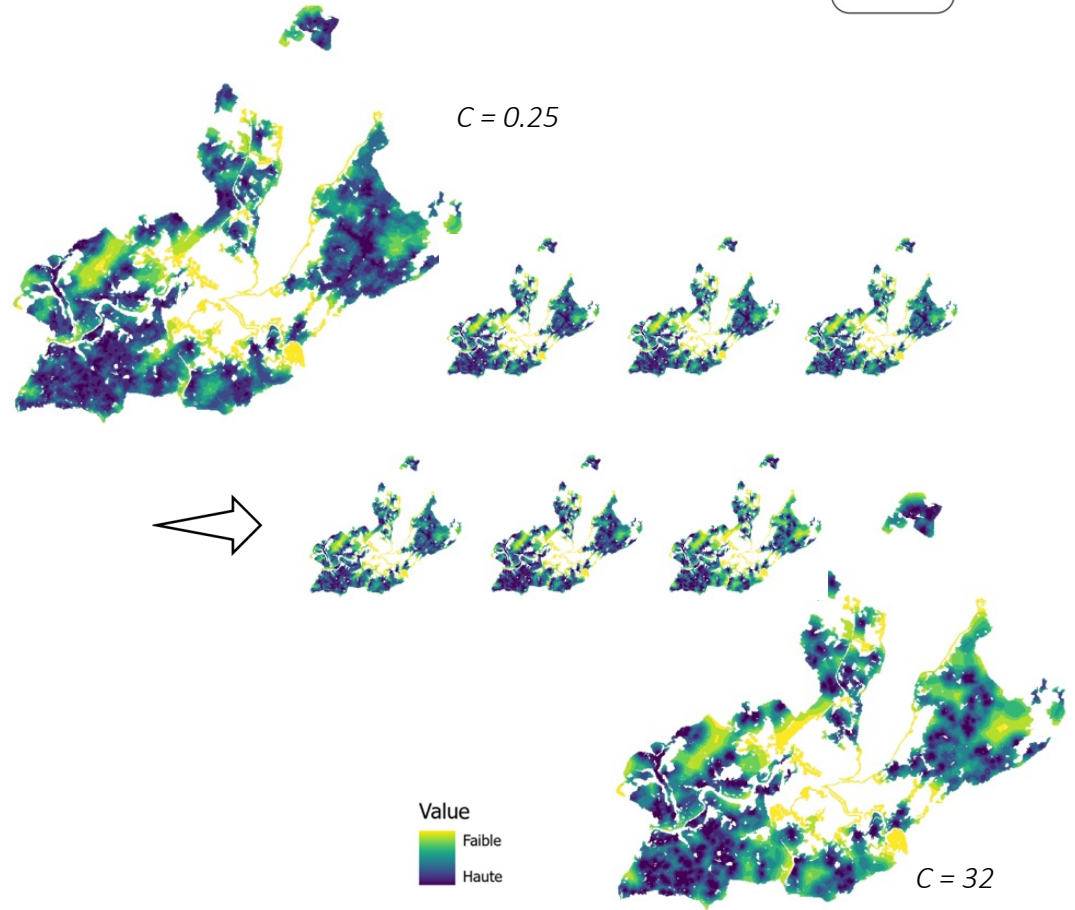 C = 0.25
Value
Faible
Haute
C = 32